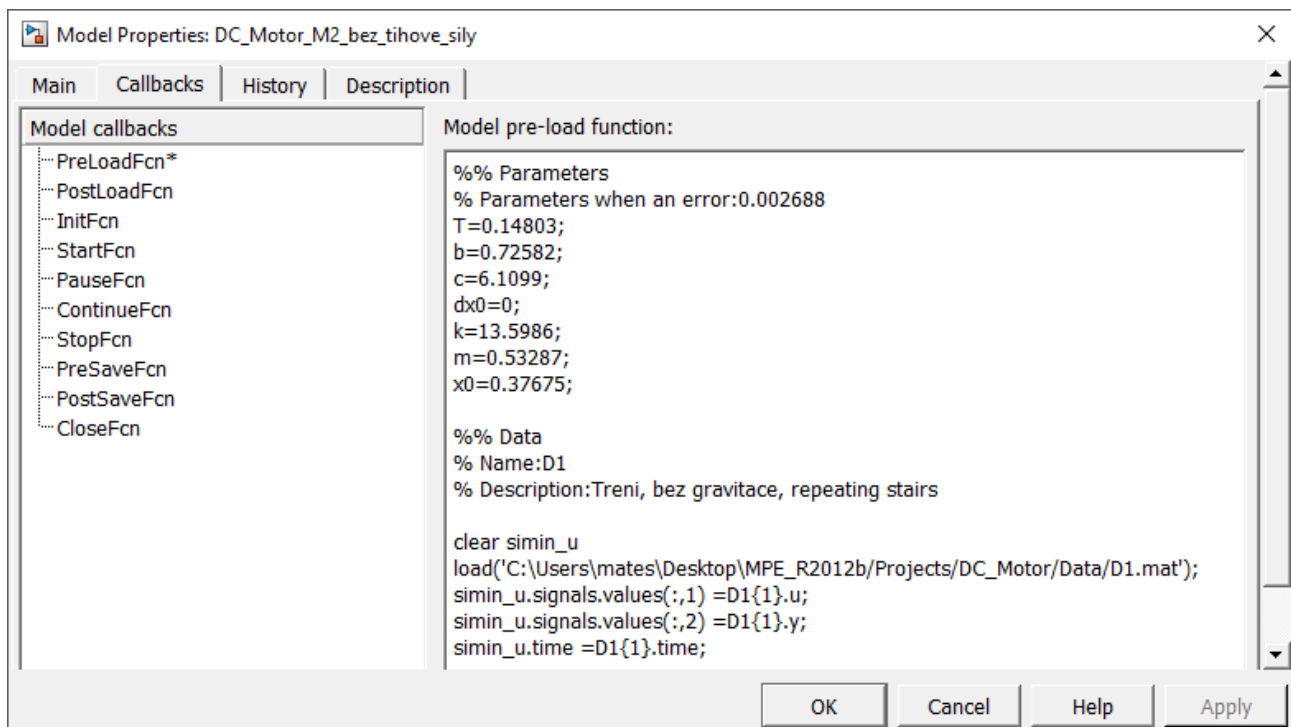 Model Properties: DC_Motor_M2_bez_tihove_sily
Main Callbacks History Description
Model callbacks
PreLoadFcn*
PostLoadFcn
InitFcn
StartFcn
PauseFcn
ContinueFcn
StopFcn
PreSaveFcn
PostSaveFcn
CloseFcn
Model pre-load function:
%% Parameters
% Parameters when an error:0.002688
T=0.14803;
b=0.72582;
c=6.1099;
dx0=0;
k=13.5986;
m=0.53287;
x0=0.37675;
%% Data
% Name:D1
% Description:Treni, bez gravitace, repeating stairs
clear simin_u
load('C:\Users\mates\Desktop\MPE_R2012b/Projects/DC_Motor/Data/D1.mat');
simin_u.signals.values(:,1) =D1{1}.u;
simin_u.signals.values(:,2) =D1{1}.y;
simin_u.time =D1{1}.time;
OK Cancel Help Apply